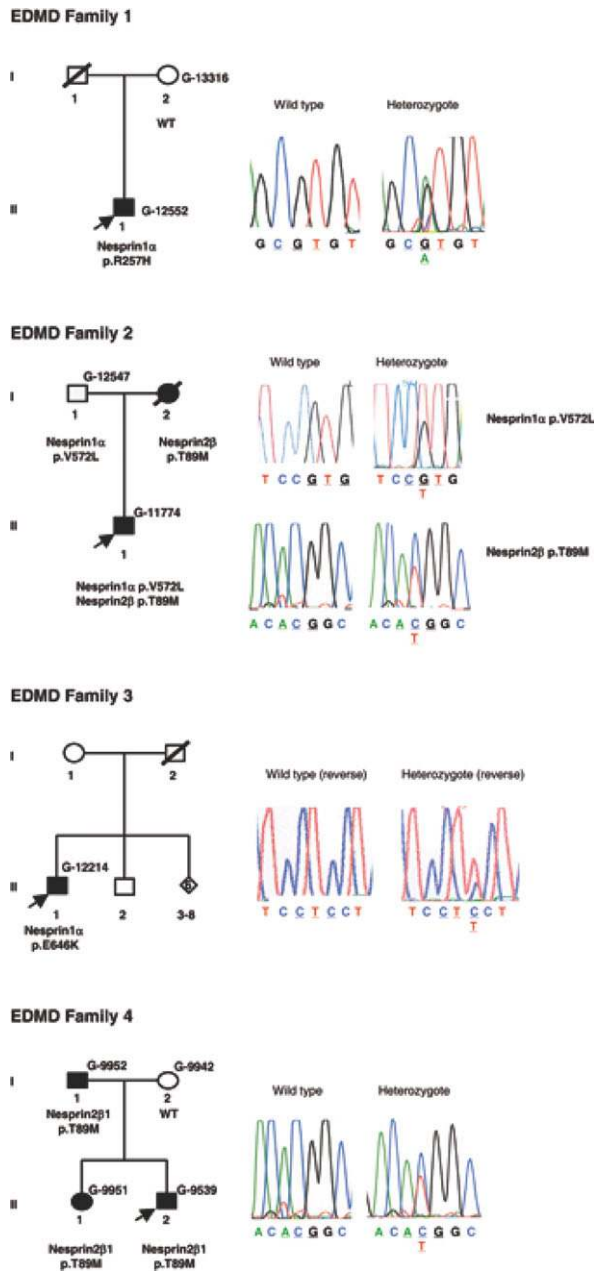 EDMD Family 1
I
G-13316
1
2
WT
Wild type
Heterozygote
II
G-12552
1
Nesprin1α
p.R257H
G C G T G T
G C G T G T
A
EDMD Family 2
I
G-12547
1
2
Nesprin1α
p.V572L
Nesprin2β
p.T89M
Wild type
Heterozygote
Nesprin1α p.V572L
T C C G T G
T C C G T G
T
II
G-11774
1
Nesprin1α p.V572L
Nesprin2β p.T89M
Nesprin2β p.T89M
A C A C G G C
A C A C G G C
T
EDMD Family 3
I
1
2
Wild type (reverse)
Heterozygote (reverse)
II
G-12214
1
2
3-8
Nesprin1α
p.E646K
T C C T C C T
T C C T C C T
T
EDMD Family 4
I
G-9952
G-9942
1
2
Nesprin2β1
p.T89M
WT
Wild type
Heterozygote
II
G-9951
G-9539
1
2
Nesprin2β1
p.T89M
Nesprin2β1
p.T89M
A C A C G G C
A C A C G G C
T